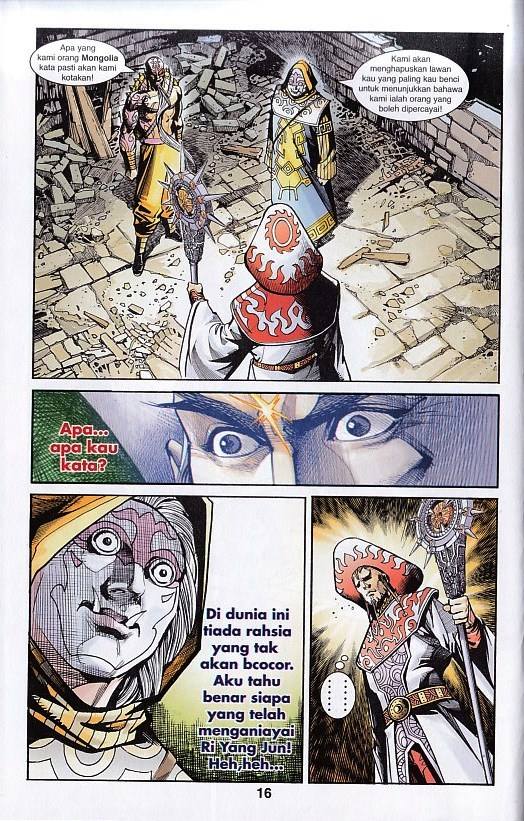 Apa yang
kami orang Mongolia
kata pasti akan kami
kotakan!
Kami akan
menghapuskan lawan
kau yang paling kau benci
untuk menunjukkan bahawa
kami ialah orang yang
boleh dipercayai!
Apa...
apa kau
kata?
Di dunia ini
tiada rahsia
yang tak
akan bcocor.
Aku tahu
benar siapa
yang telah
menganiayai
Ri Yang Jun!
Heh,heh...
............
16